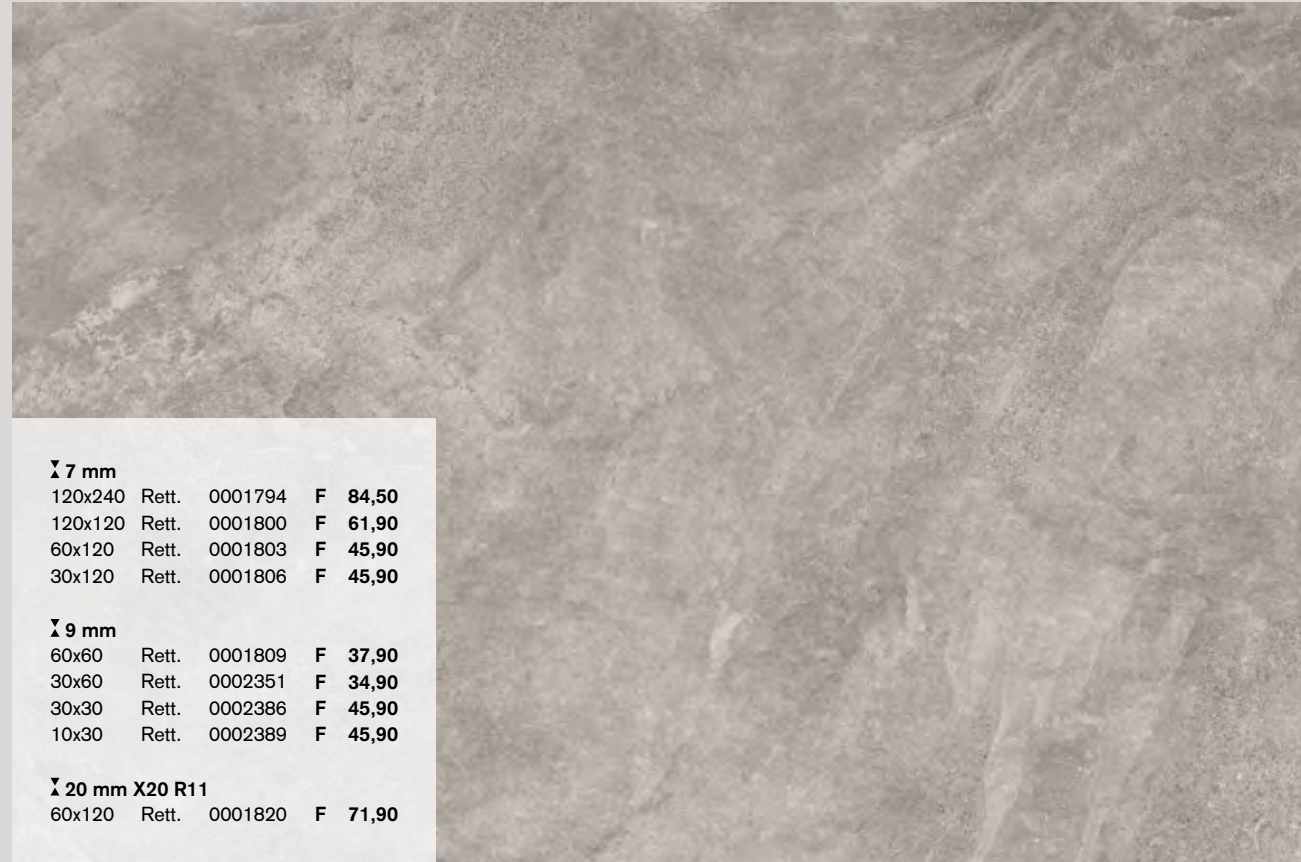 7 mm
120x240 Rett. 0001794 F 84,50
120x120 Rett. 0001800 F 61,90
60x120 Rett. 0001803 F 45,90
30x120 Rett. 0001806 F 45,90
9 mm
60x60 Rett. 0001809 F 37,90
30x60 Rett. 0002351 F 34,90
30x30 Rett. 0002386 F 45,90
10x30 Rett. 0002389 F 45,90
20 mm X20 R11
60x120 Rett. 0001820 F 71,90